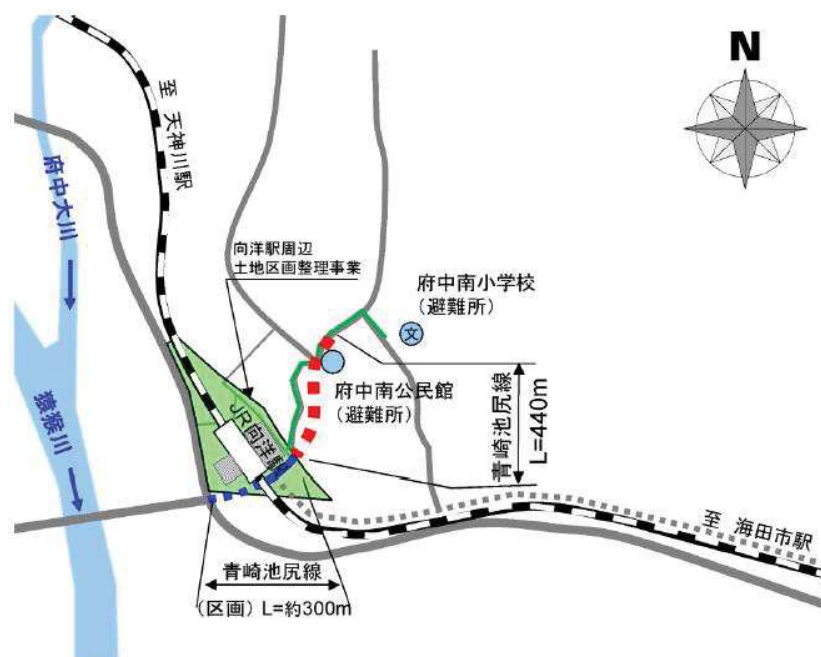 N
至 天神川駅
府中大川
向洋駅周辺
土地区画整理事業
府中南小学校
(避難所)
文
府中南公民館
(避難所)
青崎池尻線
L=440m
猿猴川
JR向洋駅
至 海田市駅
青崎池尻線
(区画) L=約300m